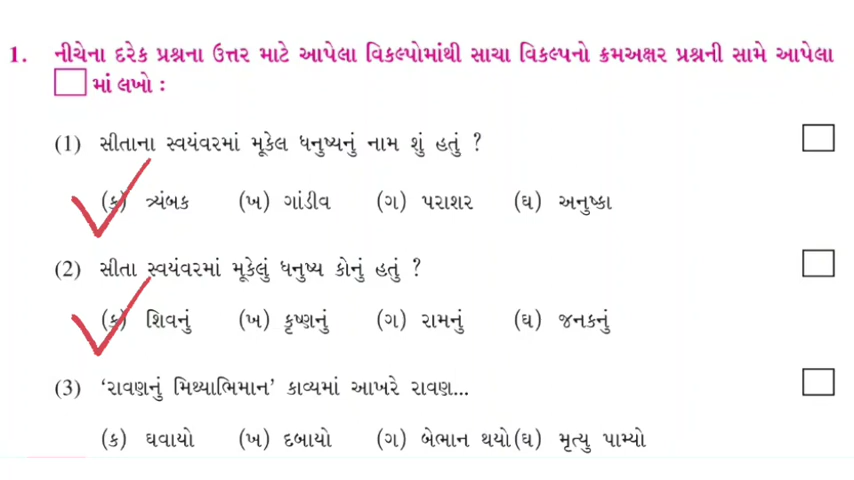 1. નીચેના દરેક પ્રશ્નના ઉત્તર માટે આપેલા વિકલ્પોમાંથી સાચા વિકલ્પનો ક્રમઅક્ષર પ્રશ્નની સામે આપેલા
માં લખો :
(1) સીતાના સ્વયંવરમાં મૂકેલ ધનુષ્યનું નામ શું હતું ?
(ક) ત્ર્યંબક (ખ) ગાંડીવ (ગ) પરાશર (ઘ) અનુષ્કા
(2) સીતા સ્વયંવરમાં મૂકેલું ધનુષ્ય કોનું હતું ?
(ક) શિવનું (ખ) કૃષ્ણનું (ગ) રામનું (ઘ) જનકનું
(3) ‘રાવણનું મિથ્યાભિમાન’ કાવ્યમાં આખરે રાવણ...
(ક) ઘવાયો (ખ) દબાયો (ગ) બેભાન થયો (ઘ) મૃત્યુ પામ્યો